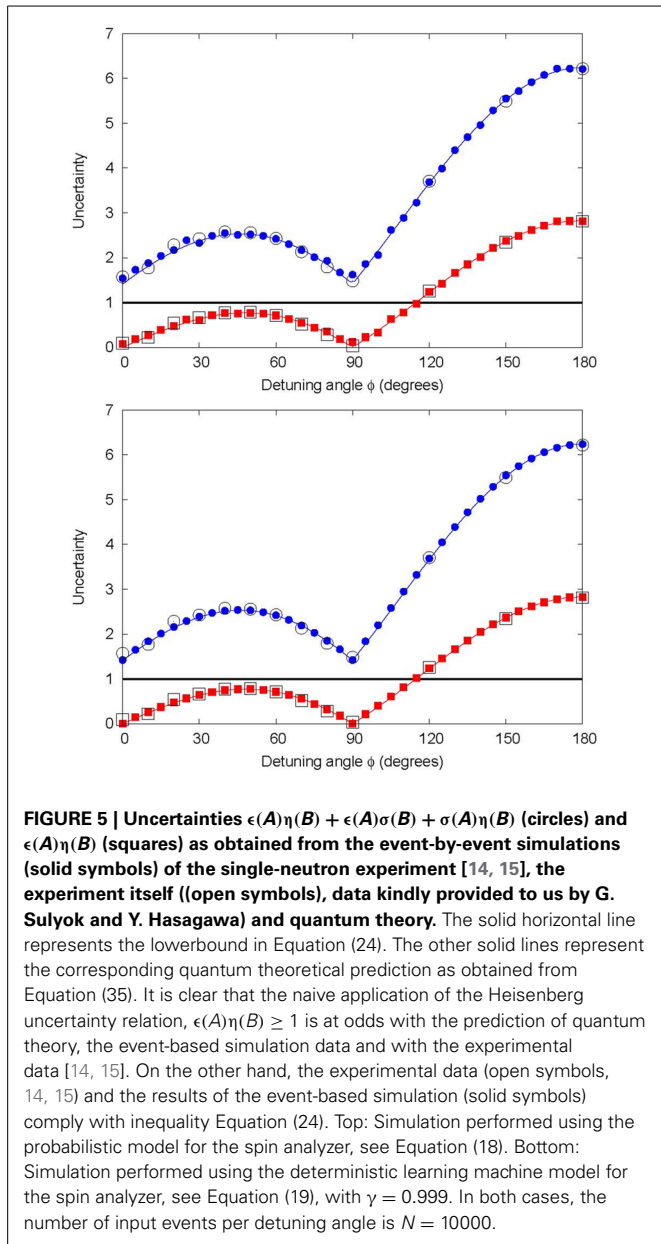 7
6
5
4
3
2
1
0
Uncertainty
0 30 60 90 120 150 180
Detuning angle ϕ (degrees)
7
6
5
4
3
2
1
0
Uncertainty
0 30 60 90 120 150 180
Detuning angle ϕ (degrees)
FIGURE 5 | Uncertainties ϵ(A)η(B) + ϵ(A)σ(B) + σ(A)η(B) (circles) and
ϵ(A)η(B) (squares) as obtained from the event-by-event simulations
(solid symbols) of the single-neutron experiment [14, 15], the
experiment itself ((open symbols), data kindly provided to us by G.
Sulyok and Y. Hasagawa) and quantum theory. The solid horizontal line
represents the lowerbound in Equation (24). The other solid lines represent
the corresponding quantum theoretical prediction as obtained from
Equation (35). It is clear that the naive application of the Heisenberg
uncertainty relation, ϵ(A)η(B) ≥ 1 is at odds with the prediction of quantum
theory, the event-based simulation data and with the experimental
data [14, 15]. On the other hand, the experimental data (open symbols,
14, 15) and the results of the event-based simulation (solid symbols)
comply with inequality Equation (24). Top: Simulation performed using the
probabilistic model for the spin analyzer, see Equation (18). Bottom:
Simulation performed using the deterministic learning machine model for
the spin analyzer, see Equation (19), with γ = 0.999. In both cases, the
number of input events per detuning angle is N = 10000.